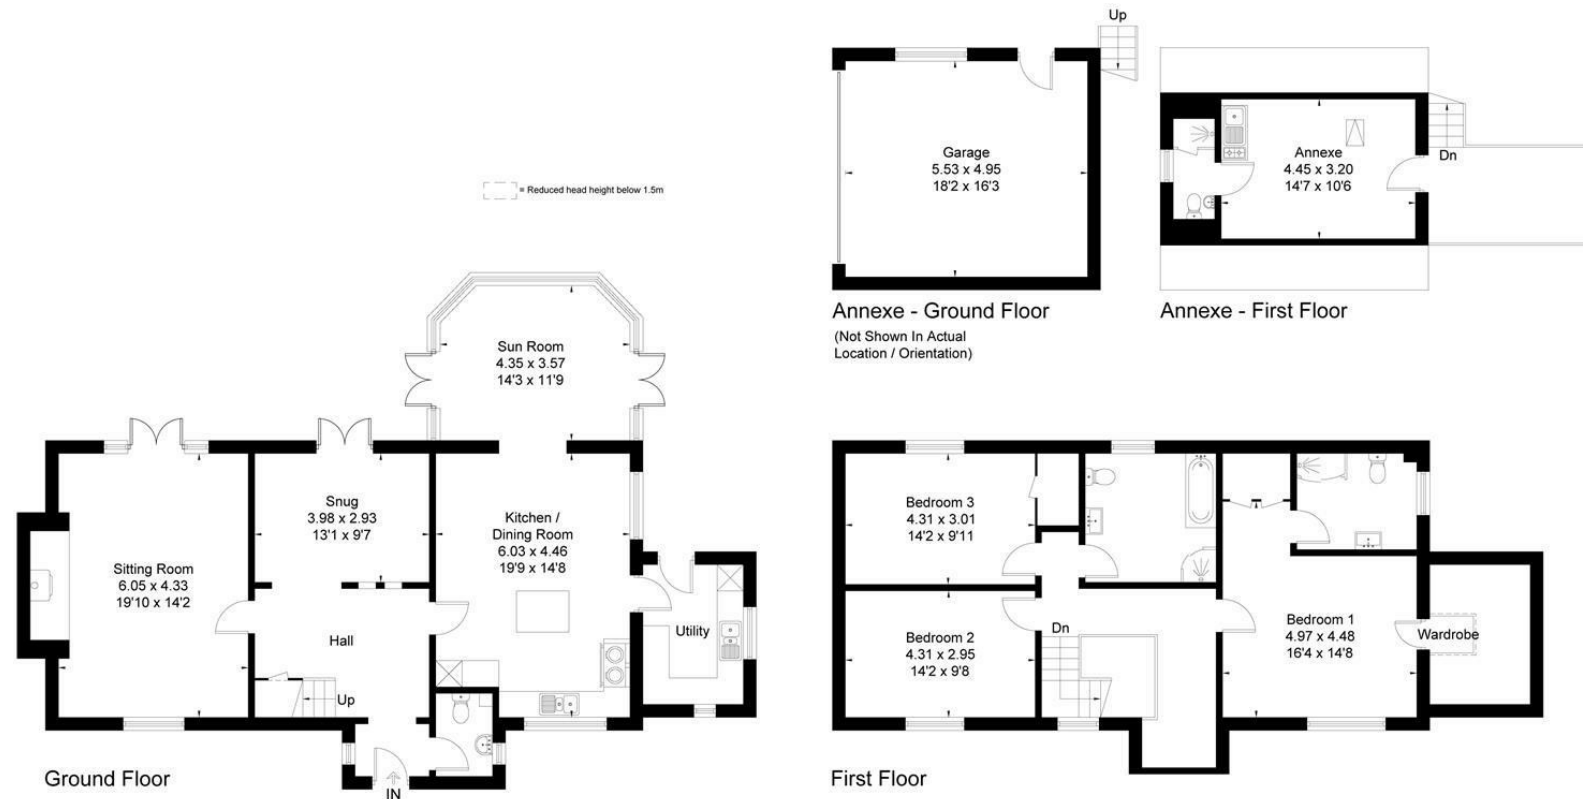 Up
Garage
5.53 x 4.95
18'2 x 16'3
Annexe
4.45 x 3.20
14'7 x 10'6
Dn
Annexe - Ground Floor
(Not Shown In Actual
Location / Orientation)
Annexe - First Floor
= Reduced head height below 1.5m
Sun Room
4.35 x 3.57
14'3 x 11'9
Snug
3.98 x 2.93
13'1 x 9'7
Kitchen /
Dining Room
6.03 x 4.46
19'9 x 14'8
Sitting Room
6.05 x 4.33
19'10 x 14'2
Hall
Utility
Up
IN
Ground Floor
Bedroom 3
4.31 x 3.01
14'2 x 9'11
Bedroom 2
4.31 x 2.95
14'2 x 9'8
Dn
Bedroom 1
4.97 x 4.48
16'4 x 14'8
Wardrobe
First Floor